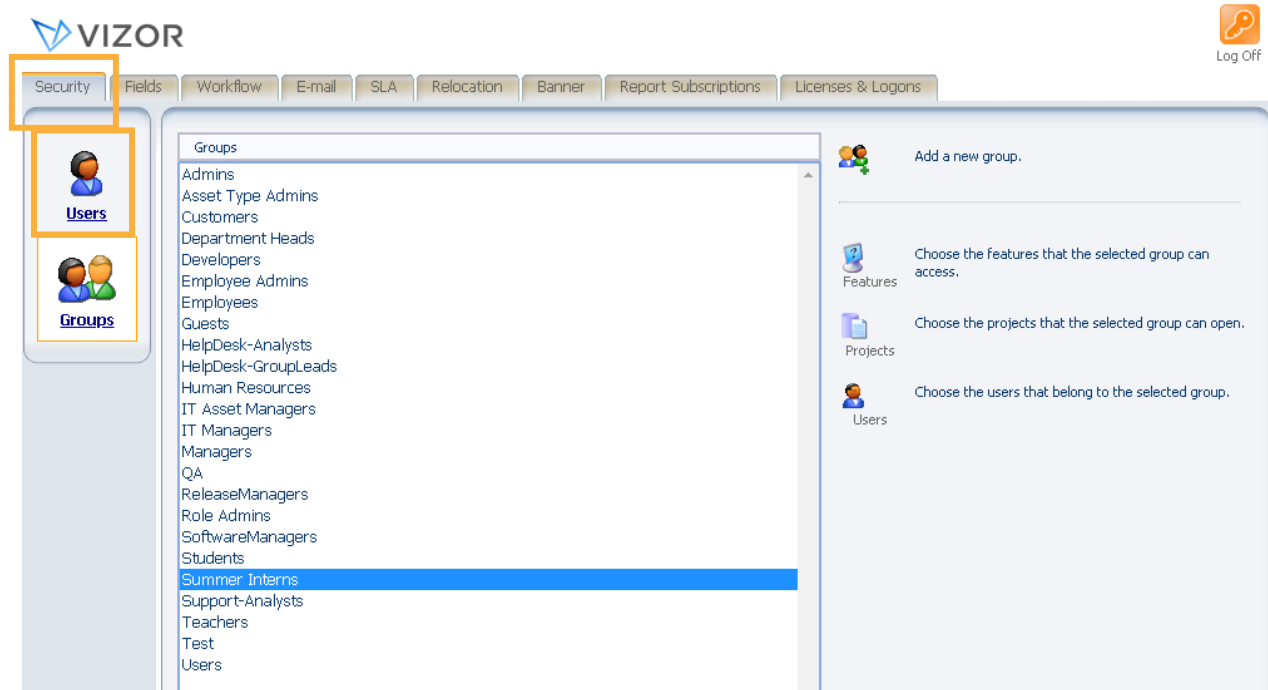 VIZOR
Log Off
Security
Fields
Workflow
E-mail
SLA
Relocation
Banner
Report Subscriptions
Licenses & Logons
Users
Groups
Groups
Admins
Asset Type Admins
Customers
Department Heads
Developers
Employee Admins
Employees
Guests
HelpDesk-Analysts
HelpDesk-GroupLeads
Human Resources
IT Asset Managers
IT Managers
Managers
QA
ReleaseManagers
Role Admins
SoftwareManagers
Students
Summer Interns
Support-Analysts
Teachers
Test
Users
Add a new group.
Features
Choose the features that the selected group can
access.
Projects
Choose the projects that the selected group can open.
Users
Choose the users that belong to the selected group.